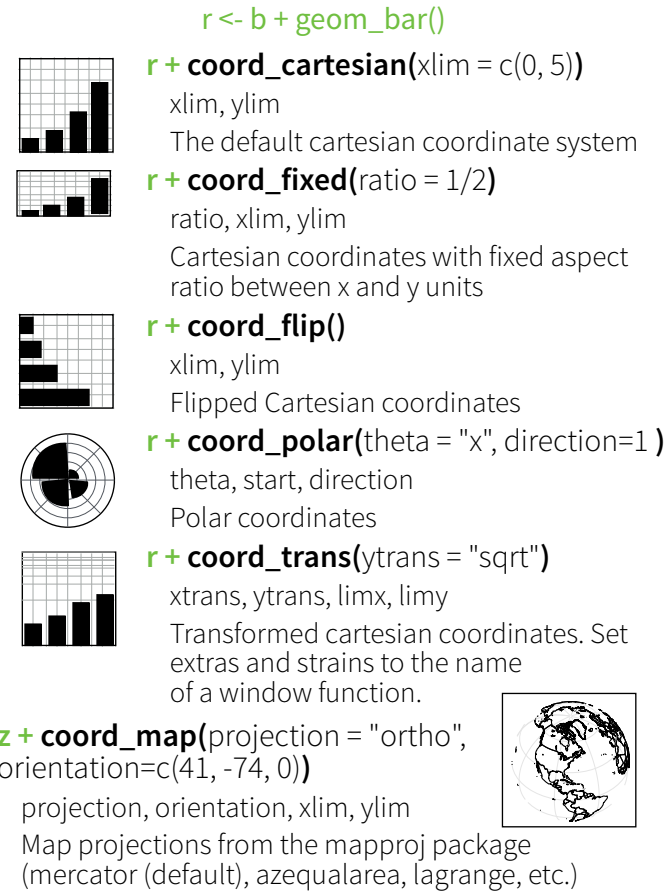 r <- b + geom_bar()
r + coord_cartesian(xlim = c(0, 5))
xlim, ylim
The default cartesian coordinate system
r + coord_fixed(ratio = 1/2)
ratio, xlim, ylim
Cartesian coordinates with fixed aspect
ratio between x and y units
r + coord_flip()
xlim, ylim
Flipped Cartesian coordinates
r + coord_polar(theta = "x", direction=1 )
theta, start, direction
Polar coordinates
r + coord_trans(ytrans = "sqrt")
xtrans, ytrans, limx, limy
Transformed cartesian coordinates. Set
extras and strains to the name
of a window function.
z + coord_map(projection = "ortho",
orientation=c(41, -74, 0))
projection, orientation, xlim, ylim
Map projections from the mapproj package
(mercator (default), azequalarea, lagrange, etc.)